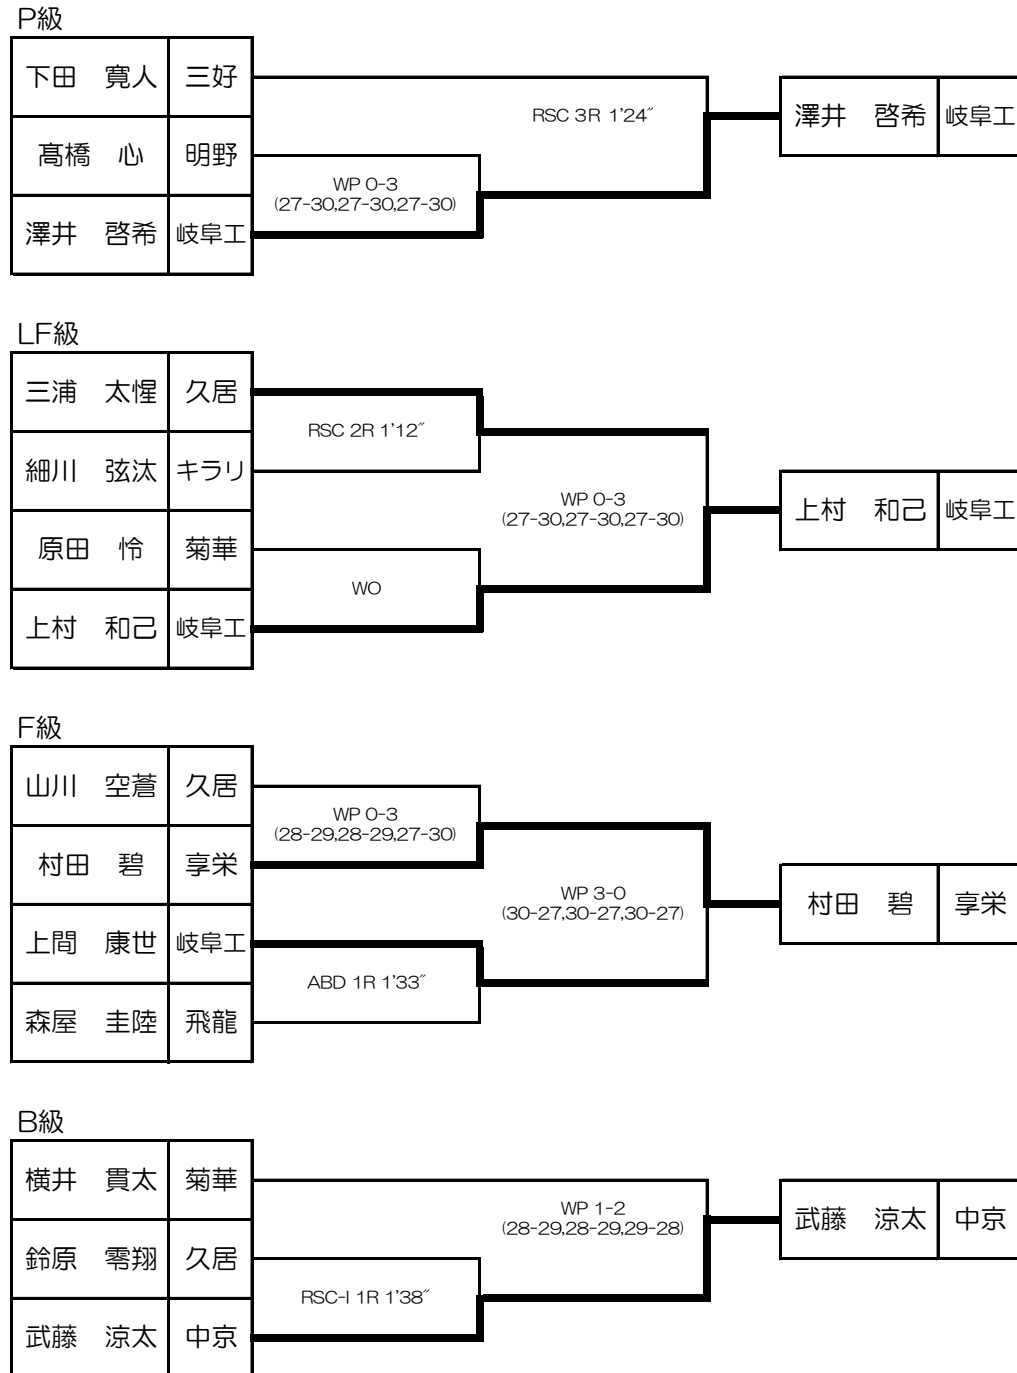 P級
下田　寛人 三好
RSC 3R 1'24″
澤井　啓希 岐阜工
髙橋　心 明野
WP 0-3
(27-30,27-30,27-30)
澤井　啓希 岐阜工
LF級
三浦　太惺 久居
RSC 2R 1'12″
細川　弦汰 キラリ
WP 0-3
(27-30,27-30,27-30)
上村　和己 岐阜工
原田　怜 菊華
WO
上村　和己 岐阜工
F級
山川　空蒼 久居
WP 0-3
(28-29,28-29,27-30)
村田　碧 享栄
WP 3-0
(30-27,30-27,30-27)
村田　碧 享栄
上間　康世 岐阜工
ABD 1R 1'33″
森屋　圭陸 飛龍
B級
横井　貫太 菊華
WP 1-2
(28-29,28-29,29-28)
武藤　涼太 中京
鈴原　零翔 久居
RSC-I 1R 1'38″
武藤　涼太 中京